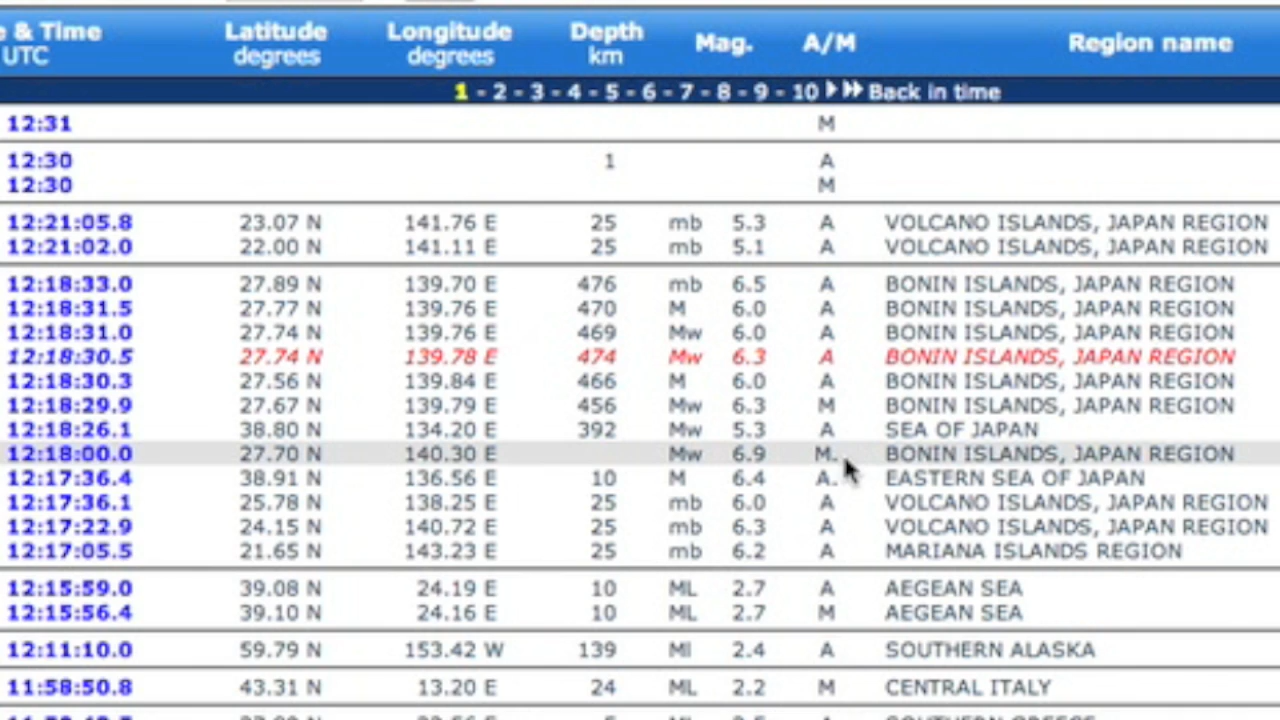 e & Time Latitude Longitude Depth Mag. A/M Region name
UTC degrees degrees km
1 - 2 - 3 - 4 - 5 - 6 - 7 - 8 - 9 - 10 Back in time
12:31 M
12:30 1 A
12:30 M
12:21:05.8 23.07 N 141.76 E 25 mb 5.3 A VOLCANO ISLANDS, JAPAN REGION
12:21:02.0 22.00 N 141.11 E 25 mb 5.1 A VOLCANO ISLANDS, JAPAN REGION
12:18:33.0 27.89 N 139.70 E 476 mb 6.5 A BONIN ISLANDS, JAPAN REGION
12:18:31.5 27.77 N 139.76 E 470 M 6.0 A BONIN ISLANDS, JAPAN REGION
12:18:31.0 27.74 N 139.76 E 469 Mw 6.0 A BONIN ISLANDS, JAPAN REGION
12:18:30.5 27.74 N 139.78 E 474 Mw 6.3 A BONIN ISLANDS, JAPAN REGION
12:18:30.3 27.56 N 139.84 E 466 M 6.0 A BONIN ISLANDS, JAPAN REGION
12:18:29.9 27.67 N 139.79 E 456 Mw 6.3 M BONIN ISLANDS, JAPAN REGION
12:18:26.1 38.80 N 134.20 E 392 Mw 5.3 A SEA OF JAPAN
12:18:00.0 27.70 N 140.30 E Mw 6.9 M. BONIN ISLANDS, JAPAN REGION
12:17:36.4 38.91 N 136.56 E 10 M 6.4 A. EASTERN SEA OF JAPAN
12:17:36.1 25.78 N 138.25 E 25 mb 6.0 A VOLCANO ISLANDS, JAPAN REGION
12:17:22.9 24.15 N 140.72 E 25 mb 6.3 A VOLCANO ISLANDS, JAPAN REGION
12:17:05.5 21.65 N 143.23 E 25 mb 6.2 A MARIANA ISLANDS REGION
12:15:59.0 39.08 N 24.19 E 10 ML 2.7 A AEGEAN SEA
12:15:56.4 39.10 N 24.16 E 10 ML 2.7 M AEGEAN SEA
12:11:10.0 59.79 N 153.42 W 139 Ml 2.4 A SOUTHERN ALASKA
11:58:50.8 43.31 N 13.20 E 24 ML 2.2 M CENTRAL ITALY